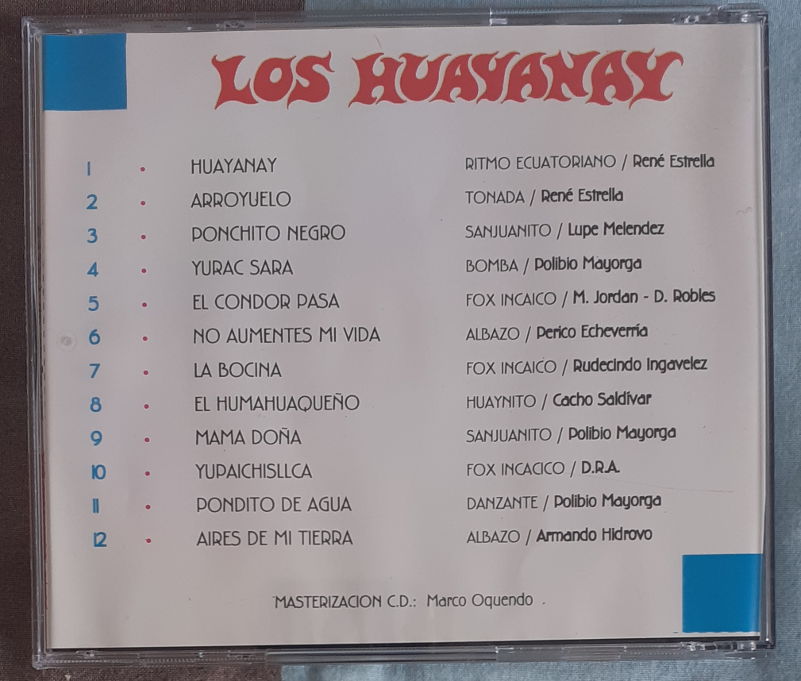 LOS HUAYANAY
1 • HUAYANAY RITMO ECUATORIANO / René Estrella
2 • ARROYUELO TONADA / René Estrella
3 • PONCHITO NEGRO SANJUANITO / Lupe Melendez
4 • YURAC SARA BOMBA / Polibio Mayorga
5 • EL CONDOR PASA FOX INCAICO / M. Jordan - D. Robles
6 • NO AUMENTES MI VIDA ALBAZO / Perico Echeverría
7 • LA BOCINA FOX INCAICO / Rudecindo Ingavelez
8 • EL HUMAHUAQUEÑO HUAYNITO / Cacho Saldívar
9 • MAMA DOÑA SANJUANITO / Polibio Mayorga
10 • YUPAICHISLLCA FOX INCACICO / D.R.A.
11 • PONDITO DE AGUA DANZANTE / Polibio Mayorga
12 • AIRES DE MI TIERRA ALBAZO / Armando Hidrovo
MASTERIZACION C.D.: Marco Oquendo .